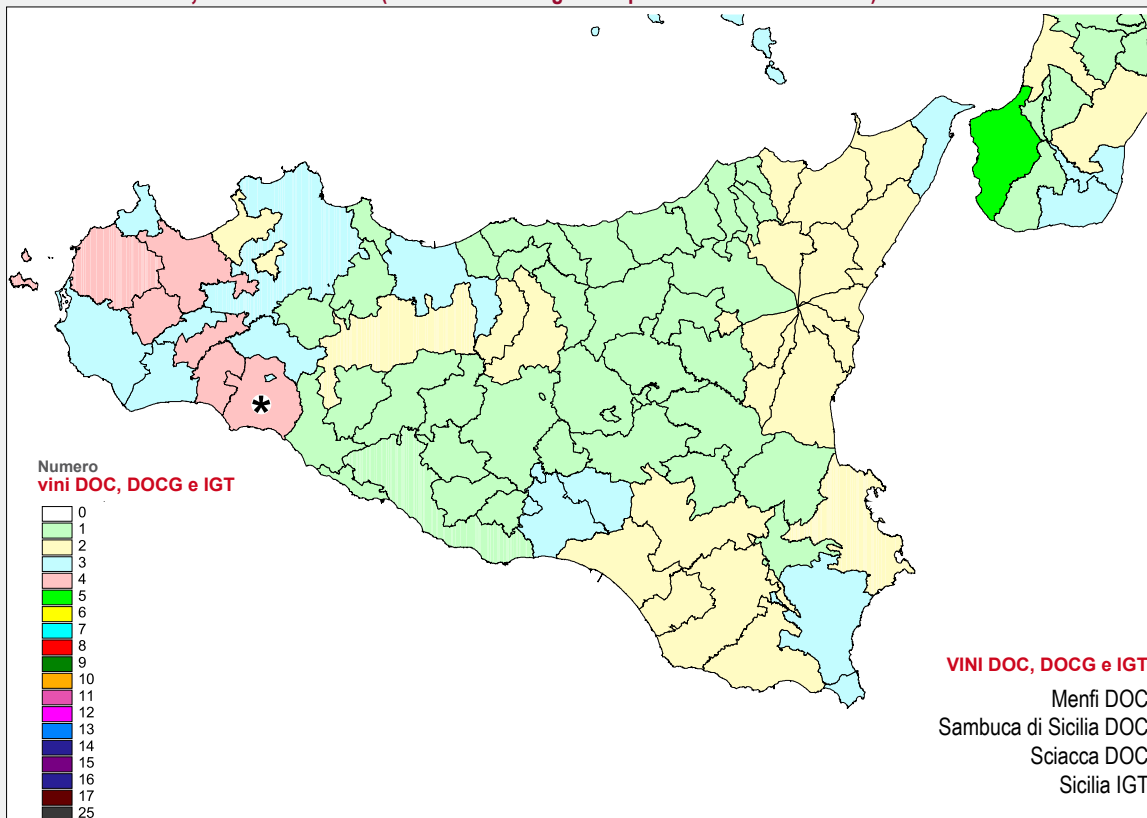 Numero
vini DOC, DOCG e IGT
0
1
2
3
4
5
6
7
8
9
10
11
12
13
14
15
16
17
25
*
VINI DOC, DOCG e IGT
Menfi DOC
Sambuca di Sicilia DOC
Sciacca DOC
Sicilia IGT